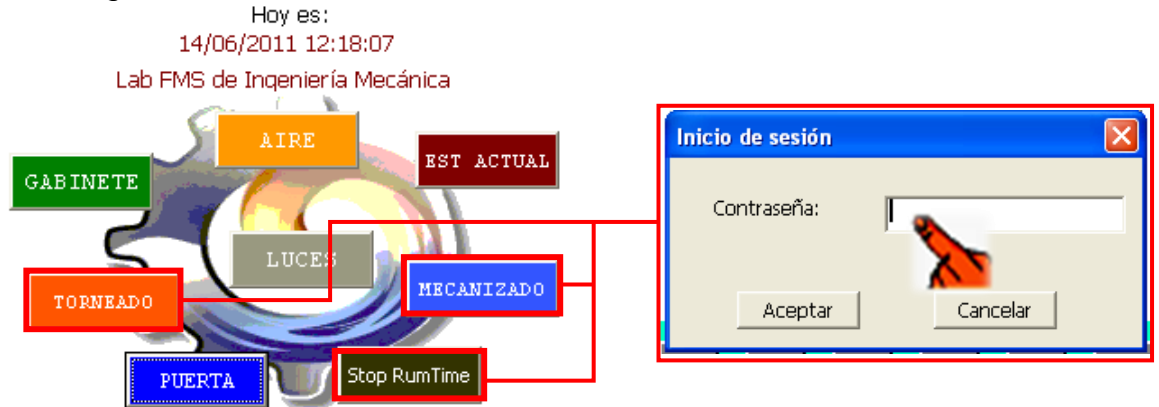 Hoy es:
14/06/2011 12:18:07
Lab FMS de Ingeniería Mecánica
AIRE
EST ACTUAL
GABINETE
LUCES
TORNEADO
MECANIZADO
PUERTA
Stop RumTime
Inicio de sesión
Contraseña:
Aceptar
Cancelar